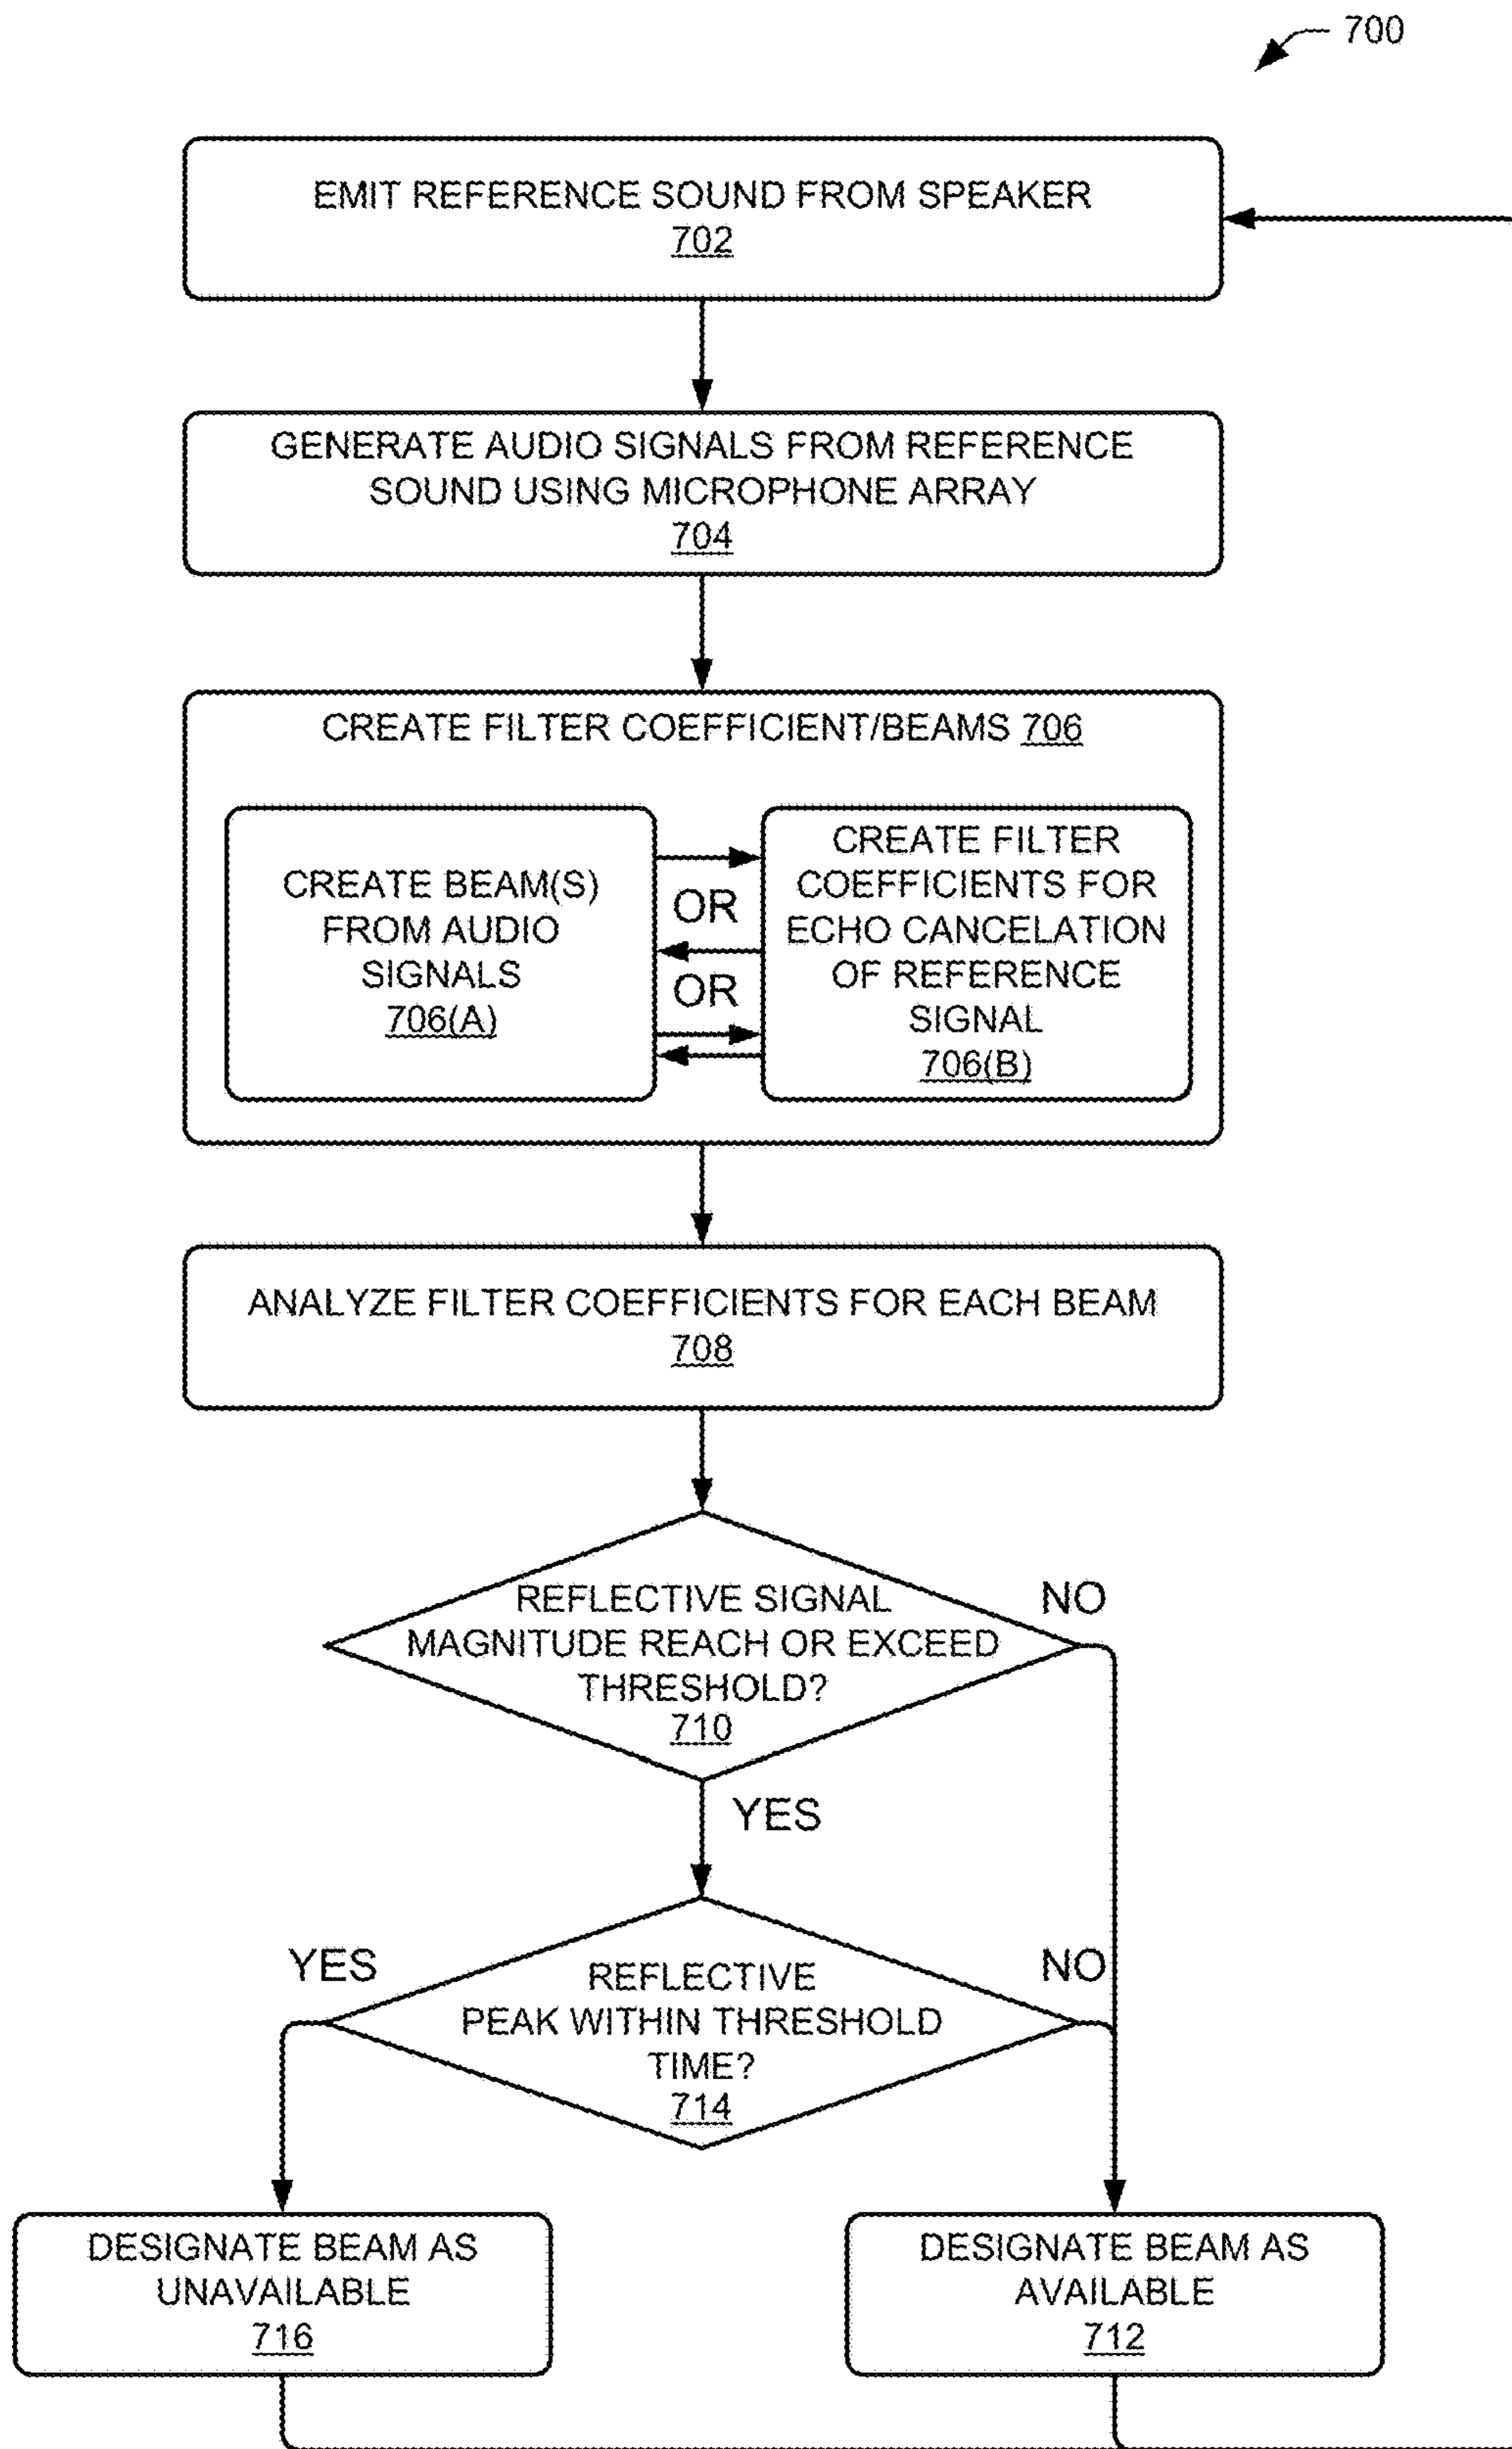 700
EMIT REFERENCE SOUND FROM SPEAKER
702
GENERATE AUDIO SIGNALS FROM REFERENCE
SOUND USING MICROPHONE ARRAY
704
CREATE FILTER COEFFICIENT/BEAMS 706
CREATE BEAM(S)
FROM AUDIO
SIGNALS
706(A)
OR
OR
CREATE FILTER
COEFFICIENTS FOR
ECHO CANCELATION
OF REFERENCE
SIGNAL
706(B)
ANALYZE FILTER COEFFICIENTS FOR EACH BEAM
708
REFLECTIVE SIGNAL
MAGNITUDE REACH OR EXCEED
THRESHOLD?
710
NO
YES
YES
REFLECTIVE
PEAK WITHIN THRESHOLD
TIME?
714
NO
DESIGNATE BEAM AS
UNAVAILABLE
716
DESIGNATE BEAM AS
AVAILABLE
712